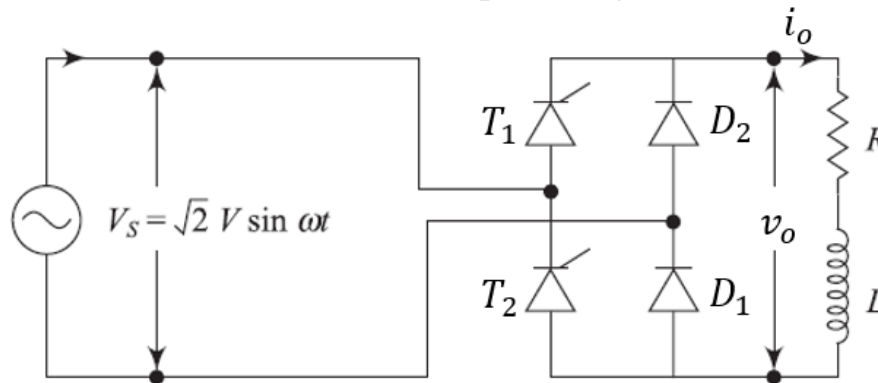 i_o
T_1
D_2
R
V_S = √2 V sin ωt
v_o
T_2
D_1
L